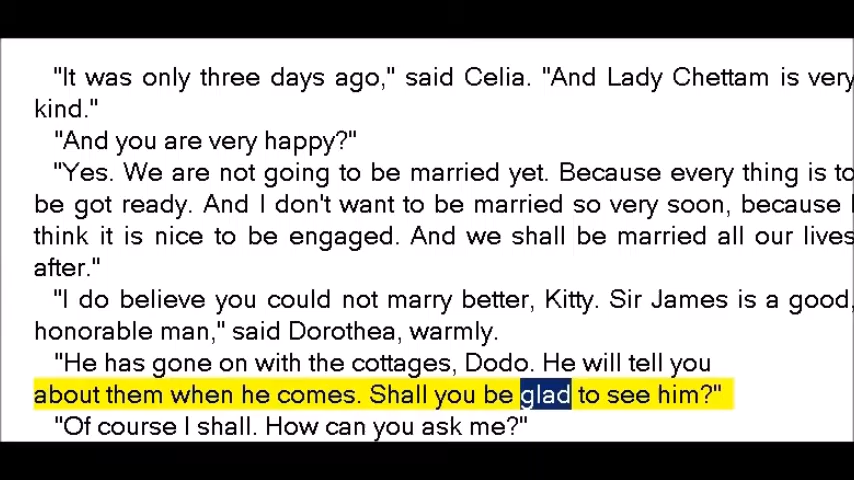 "It was only three days ago," said Celia. "And Lady Chettam is very
kind."
"And you are very happy?"
"Yes. We are not going to be married yet. Because every thing is to
be got ready. And I don't want to be married so very soon, because I
think it is nice to be engaged. And we shall be married all our lives
after."
"I do believe you could not marry better, Kitty. Sir James is a good,
honorable man," said Dorothea, warmly.
"He has gone on with the cottages, Dodo. He will tell you
about them when he comes. Shall you be glad to see him?"
"Of course I shall. How can you ask me?"